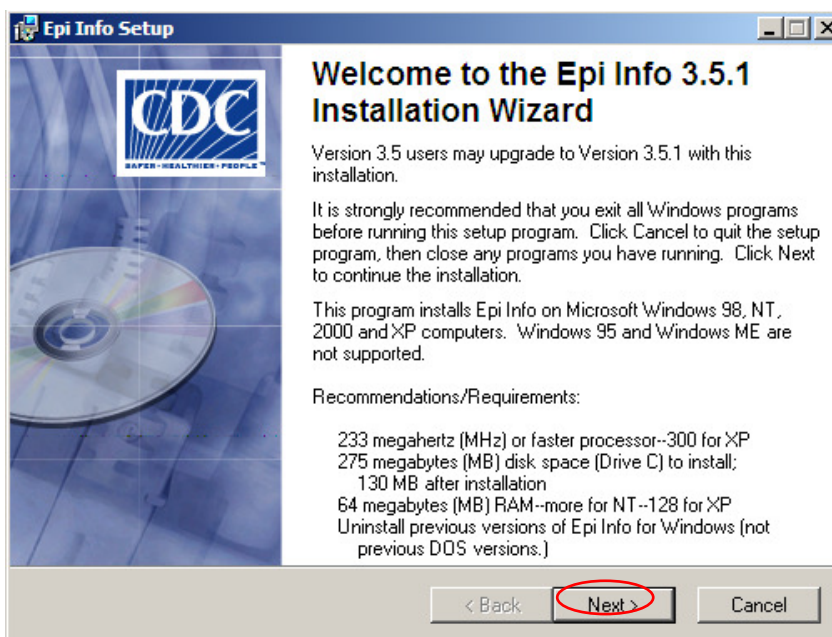 Epi Info Setup
CDC
SAFER • HEALTHIER • PEOPLE™
Welcome to the Epi Info 3.5.1
Installation Wizard
Version 3.5 users may upgrade to Version 3.5.1 with this
installation.
It is strongly recommended that you exit all Windows programs
before running this setup program. Click Cancel to quit the setup
program, then close any programs you have running. Click Next
to continue the installation.
This program installs Epi Info on Microsoft Windows 98, NT,
2000 and XP computers. Windows 95 and Windows ME are
not supported.
Recommendations/Requirements:
233 megahertz (MHz) or faster processor--300 for XP
275 megabytes (MB) disk space (Drive C) to install;
130 MB after installation
64 megabytes (MB) RAM--more for NT--128 for XP
Uninstall previous versions of Epi Info for Windows (not
previous DOS versions.)
< Back Next > Cancel